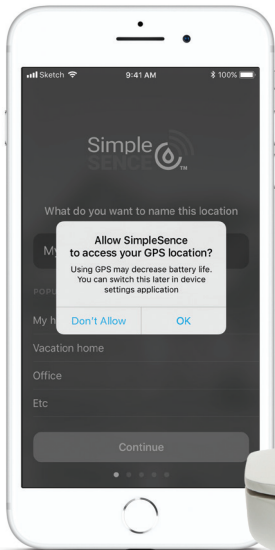 Sketch 9:41 AM 100%
Simple
SENCE
TM
What do you want to name this location
My
Allow SimpleSence
to access your GPS location?
Using GPS may decrease battery life.
You can switch this later in device
settings application
Don't Allow OK
POPU
My h
Vacation home
Office
Etc
Continue